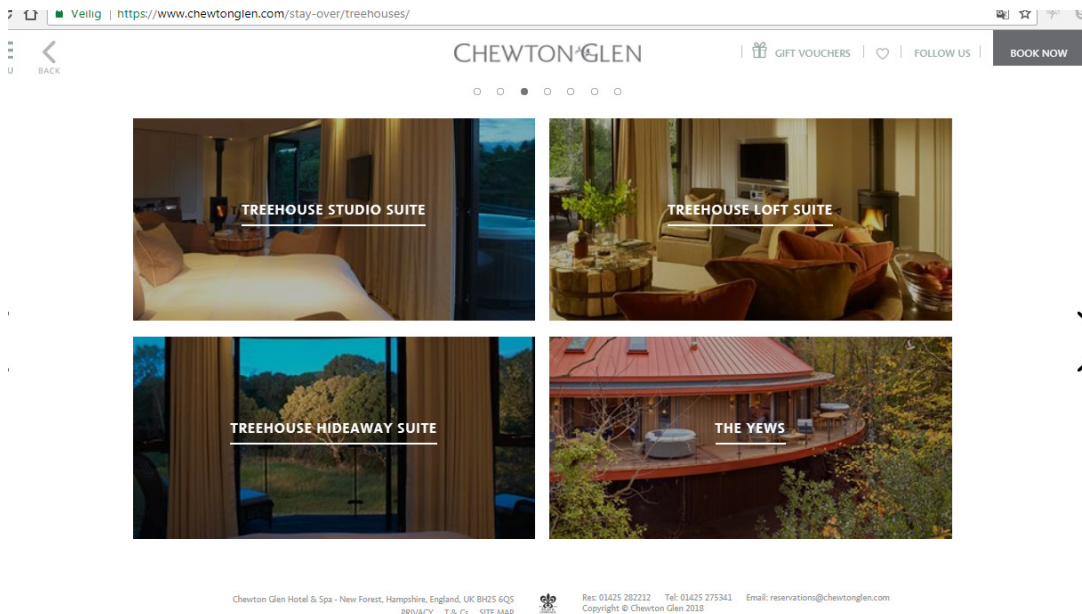 Veilig | https://www.chewtonglen.com/stay-over/treehouses/
BACK
CHEWTON GLEN
GIFT VOUCHERS
FOLLOW US
BOOK NOW
TREEHOUSE STUDIO SUITE
TREEHOUSE LOFT SUITE
TREEHOUSE HIDEAWAY SUITE
THE YEWS
Chewton Glen Hotel & Spa - New Forest, Hampshire, England, UK BH25 6QS
PRIVACY T & Cs SITE MAP
Res: 01425 282212 Tel: 01425 275341 Email: reservations@chewtonglen.com
Copyright © Chewton Glen 2018